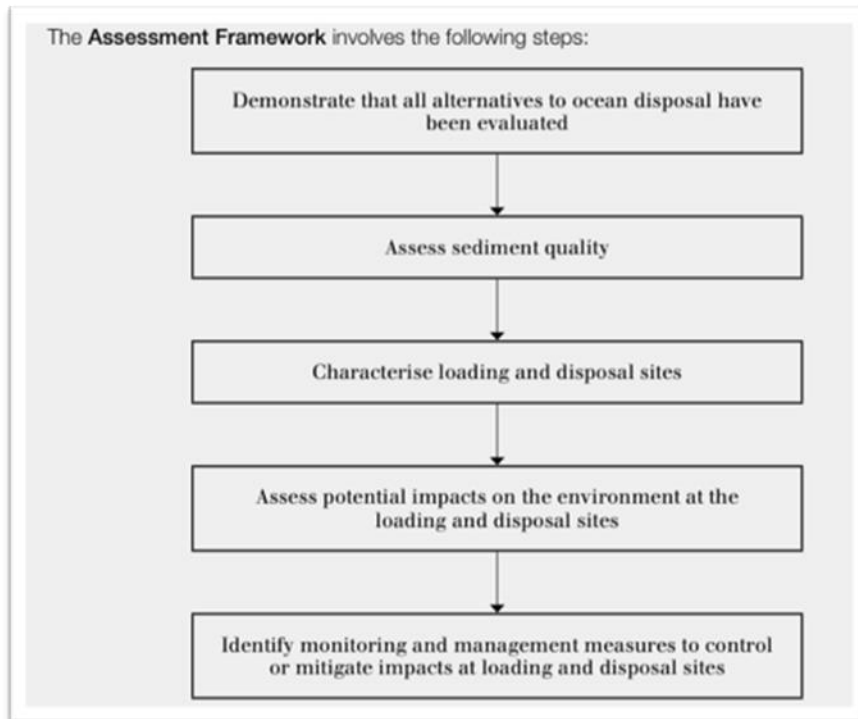 The Assessment Framework involves the following steps:
Demonstrate that all alternatives to ocean disposal have
been evaluated
Assess sediment quality
Characterise loading and disposal sites
Assess potential impacts on the environment at the
loading and disposal sites
Identify monitoring and management measures to control
or mitigate impacts at loading and disposal sites